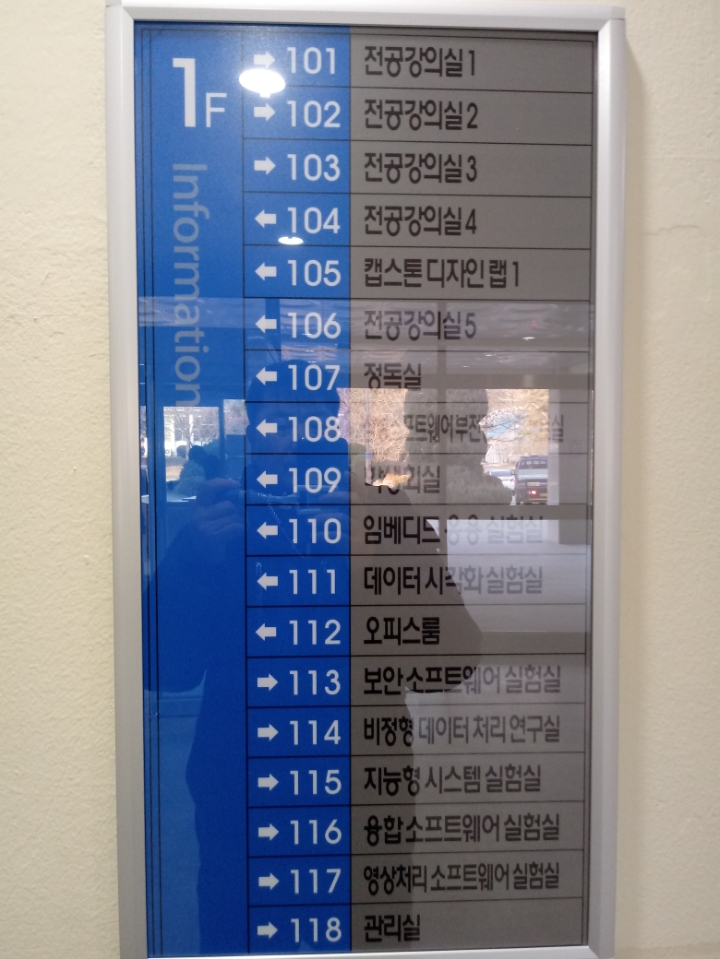 1F
Information
→ 101 전공강의실 1
→ 102 전공강의실 2
→ 103 전공강의실 3
← 104 전공강의실 4
← 105 캡스톤 디자인 랩 1
← 106 전공강의실 5
← 107 정독실
← 108
← 109
← 110 임베디드 응용 실험실
← 111 데이터 시각화 실험실
← 112 오피스룸
→ 113 보안 소프트웨어 실험실
→ 114 비정형 데이터 처리 연구실
→ 115 지능형 시스템 실험실
→ 116 융합 소프트웨어 실험실
→ 117 영상처리 소프트웨어 실험실
→ 118 관리실